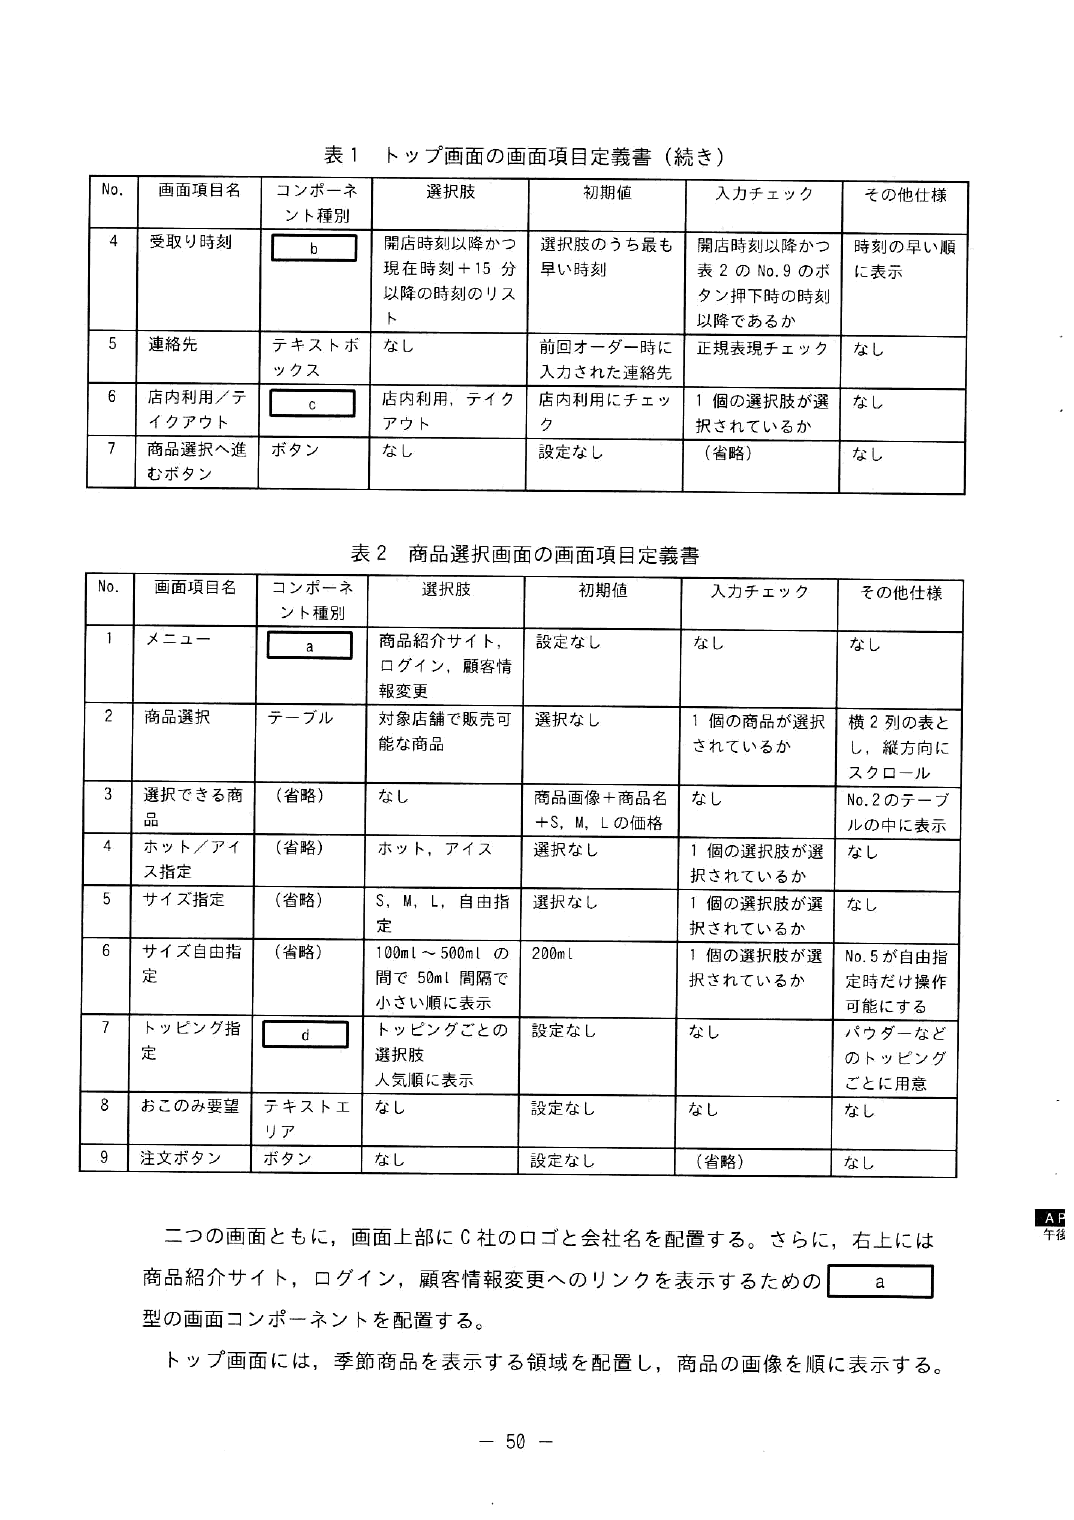 表1 トップ画面の画面項目定義書（続き）
No. 画面項目名 コンポーネント種別 選択肢 初期値 入力チェック その他仕様
4 受取り時刻 b 開店時刻以降かつ現在時刻＋15 分以降の時刻のリスト 選択肢のうち最も早い時刻 開店時刻以降かつ表 2 の No.9 のボタン押下時の時刻以降であるか 時刻の早い順に表示
5 連絡先 テキストボックス なし 前回オーダー時に入力された連絡先 正規表現チェック なし
6 店内利用／テイクアウト c 店内利用，テイクアウト 店内利用にチェック 1 個の選択肢が選択されているか なし
7 商品選択へ進むボタン ボタン なし 設定なし （省略） なし
表2 商品選択画面の画面項目定義書
No. 画面項目名 コンポーネント種別 選択肢 初期値 入力チェック その他仕様
1 メニュー a 商品紹介サイト，ログイン，顧客情報変更 設定なし なし なし
2 商品選択 テーブル 対象店舗で販売可能な商品 選択なし 1 個の商品が選択されているか 横 2 列の表とし，縦方向にスクロール
3 選択できる商品 （省略） なし 商品画像＋商品名＋S，M，L の価格 なし No.2のテーブルの中に表示
4 ホット／アイス指定 （省略） ホット，アイス 選択なし 1 個の選択肢が選択されているか なし
5 サイズ指定 （省略） S，M，L，自由指定 選択なし 1 個の選択肢が選択されているか なし
6 サイズ自由指定 （省略） 100ml～500ml の間で 50ml 間隔で小さい順に表示 200ml 1 個の選択肢が選択されているか No.5が自由指定時だけ操作可能にする
7 トッピング指定 d トッピングごとの選択肢 人気順に表示 設定なし なし パウダーなどのトッピングごとに用意
8 おこのみ要望 テキストエリア なし 設定なし なし なし
9 注文ボタン ボタン なし 設定なし （省略） なし
二つの画面ともに，画面上部に C 社のロゴと会社名を配置する。さらに，右上には
商品紹介サイト，ログイン，顧客情報変更へのリンクを表示するための a
型の画面コンポーネントを配置する。
トップ画面には，季節商品を表示する領域を配置し，商品の画像を順に表示する。
AP
午後
－ 50 －